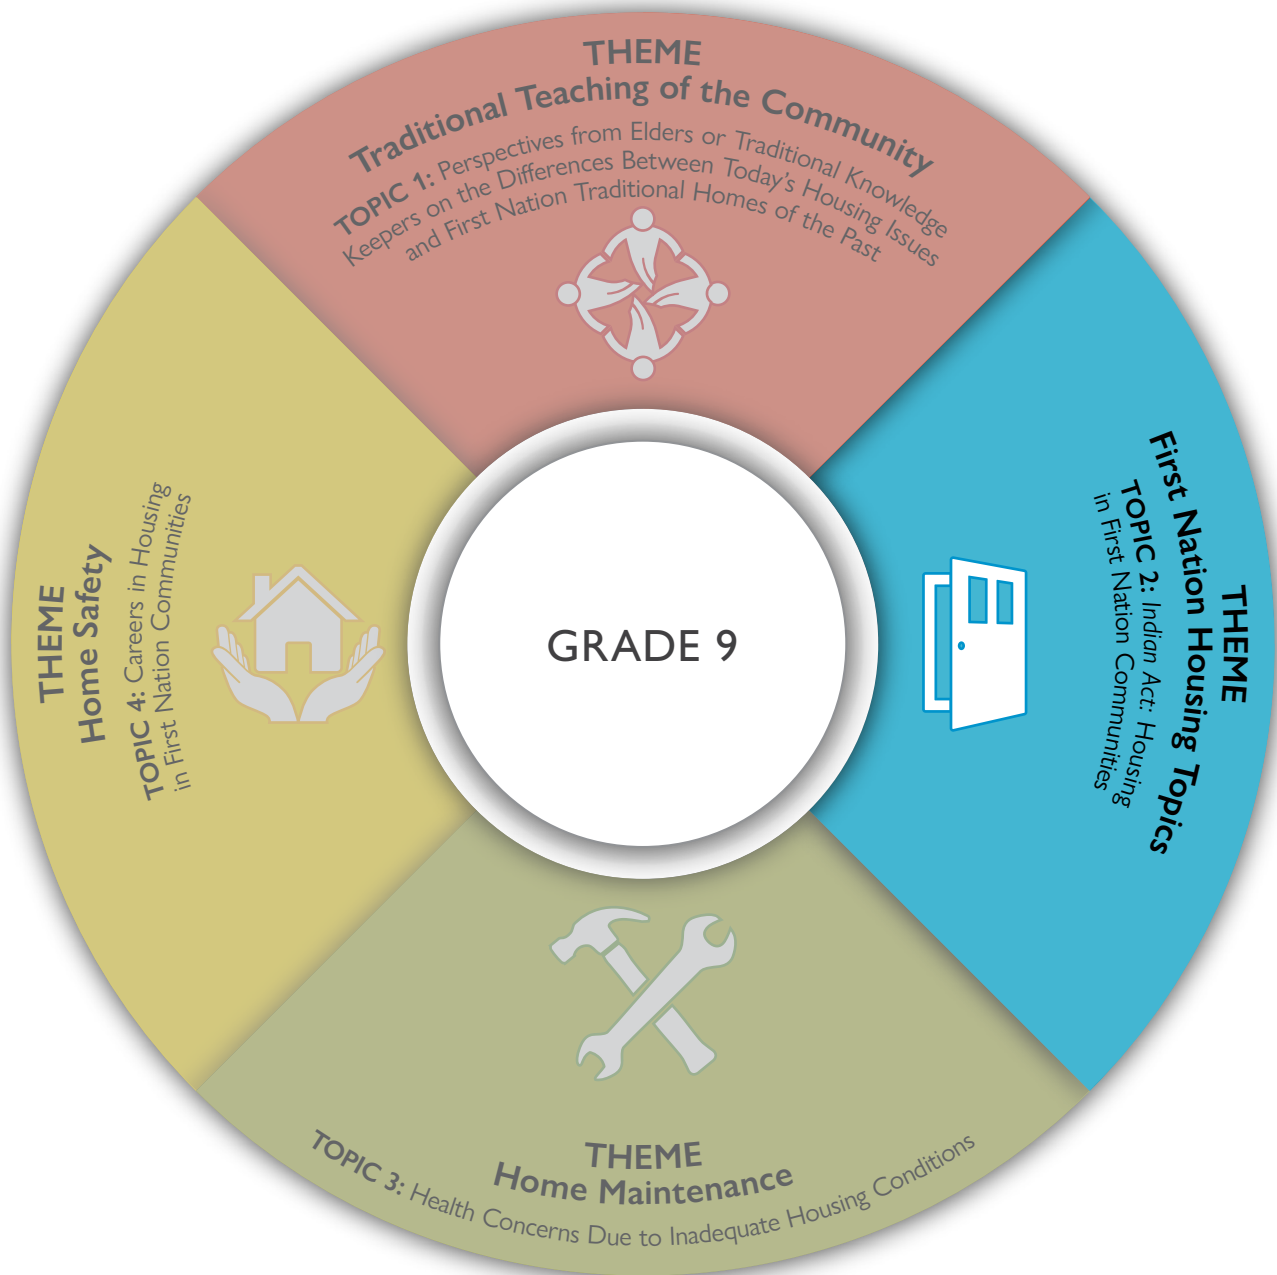 THEME
Traditional Teaching of the Community
TOPIC 1: Perspectives from Elders or Traditional Knowledge
Keepers on the Differences Between Today's Housing Issues
and First Nation Traditional Homes of the Past
THEME
First Nation Housing Topics
TOPIC 2: Indian Act: Housing
in First Nation Communities
THEME
Home Maintenance
TOPIC 3: Health Concerns Due to Inadequate Housing Conditions
THEME
Home Safety
TOPIC 4: Careers in Housing
in First Nation Communities
GRADE 9